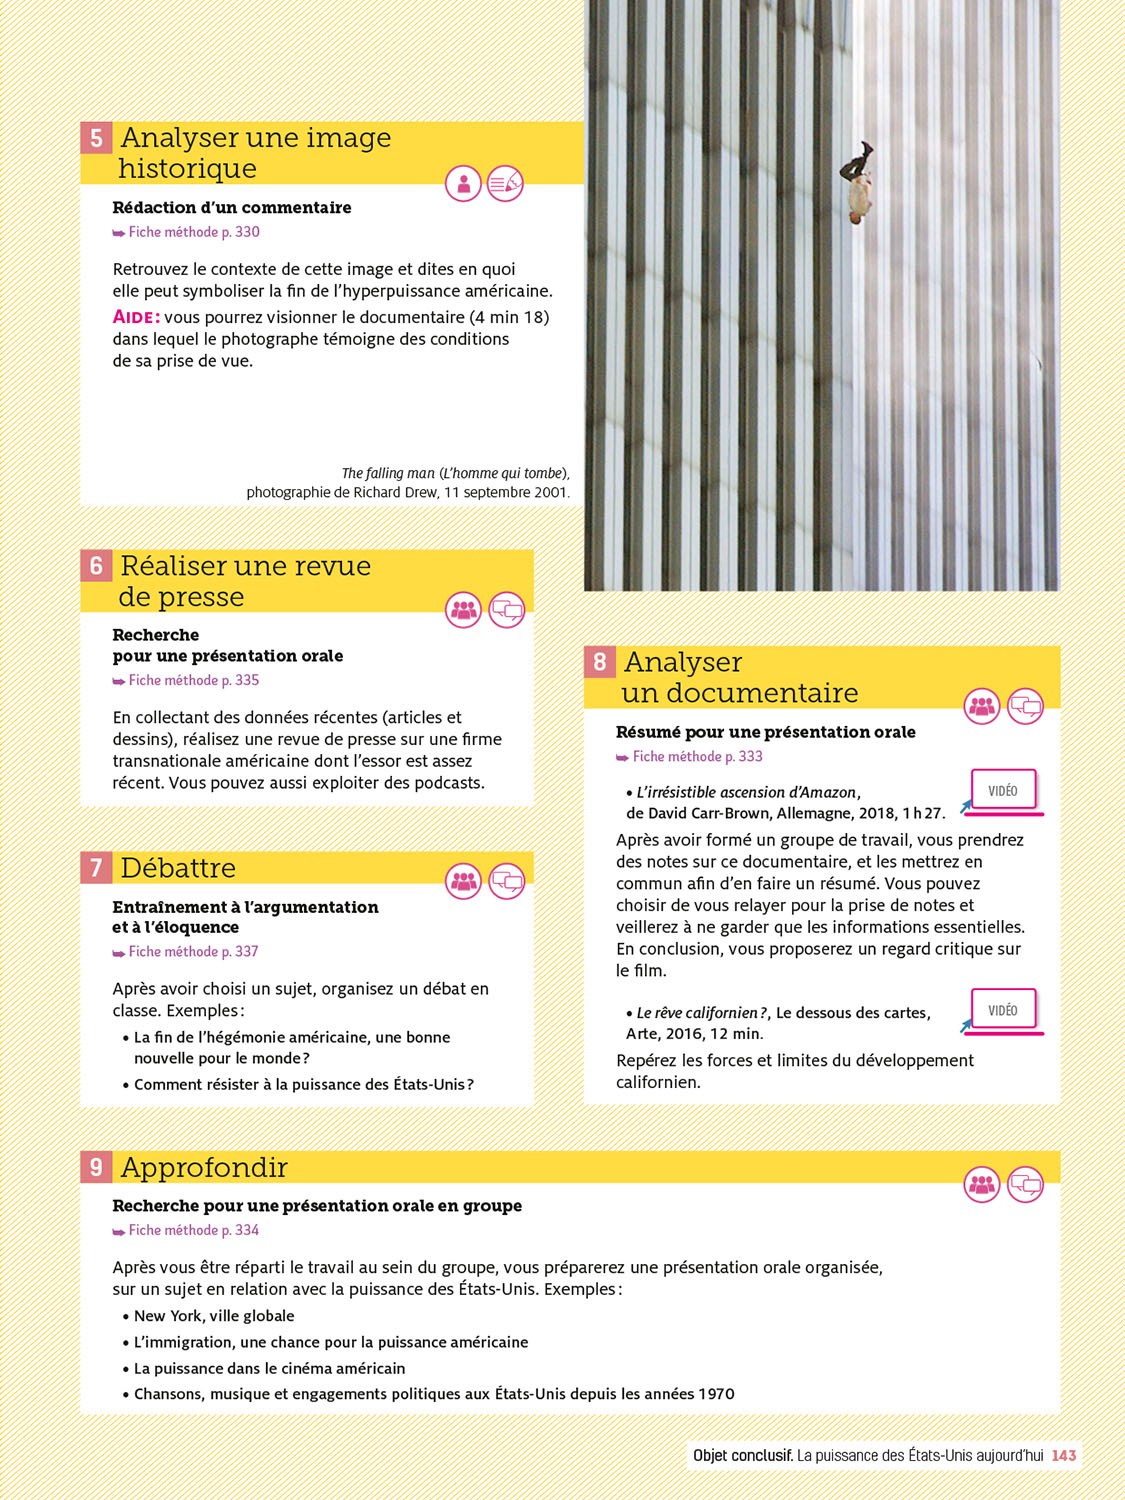 5 Analyser une image
historique
Rédaction d'un commentaire
Fiche méthode p. 330
Retrouvez le contexte de cette image et dites en quoi
elle peut symboliser la fin de l'hyperpuissance américaine.
AIDE : vous pourrez visionner le documentaire (4 min 18)
dans lequel le photographe témoigne des conditions
de sa prise de vue.
The falling man (L'homme qui tombe),
photographie de Richard Drew, 11 septembre 2001.
6 Réaliser une revue
de presse
Recherche
pour une présentation orale
Fiche méthode p. 335
En collectant des données récentes (articles et
dessins), réalisez une revue de presse sur une firme
transnationale américaine dont l'essor est assez
récent. Vous pouvez aussi exploiter des podcasts.
7 Débattre
Entraînement à l'argumentation
et à l'éloquence
Fiche méthode p. 337
Après avoir choisi un sujet, organisez un débat en
classe. Exemples :
• La fin de l'hégémonie américaine, une bonne
nouvelle pour le monde ?
• Comment résister à la puissance des États-Unis ?
8 Analyser
un documentaire
Résumé pour une présentation orale
Fiche méthode p. 333
• L'irrésistible ascension d'Amazon,
de David Carr-Brown, Allemagne, 2018, 1 h 27.
VIDÉO
Après avoir formé un groupe de travail, vous prendrez
des notes sur ce documentaire, et les mettrez en
commun afin d'en faire un résumé. Vous pouvez
choisir de vous relayer pour la prise de notes et
veillerez à ne garder que les informations essentielles.
En conclusion, vous proposerez un regard critique sur
le film.
• Le rêve californien ?, Le dessous des cartes,
Arte, 2016, 12 min.
VIDÉO
Repérez les forces et limites du développement
californien.
9 Approfondir
Recherche pour une présentation orale en groupe
Fiche méthode p. 334
Après vous être réparti le travail au sein du groupe, vous préparerez une présentation orale organisée,
sur un sujet en relation avec la puissance des États-Unis. Exemples :
• New York, ville globale
• L'immigration, une chance pour la puissance américaine
• La puissance dans le cinéma américain
• Chansons, musique et engagements politiques aux États-Unis depuis les années 1970
Objet conclusif. La puissance des États-Unis aujourd'hui 143